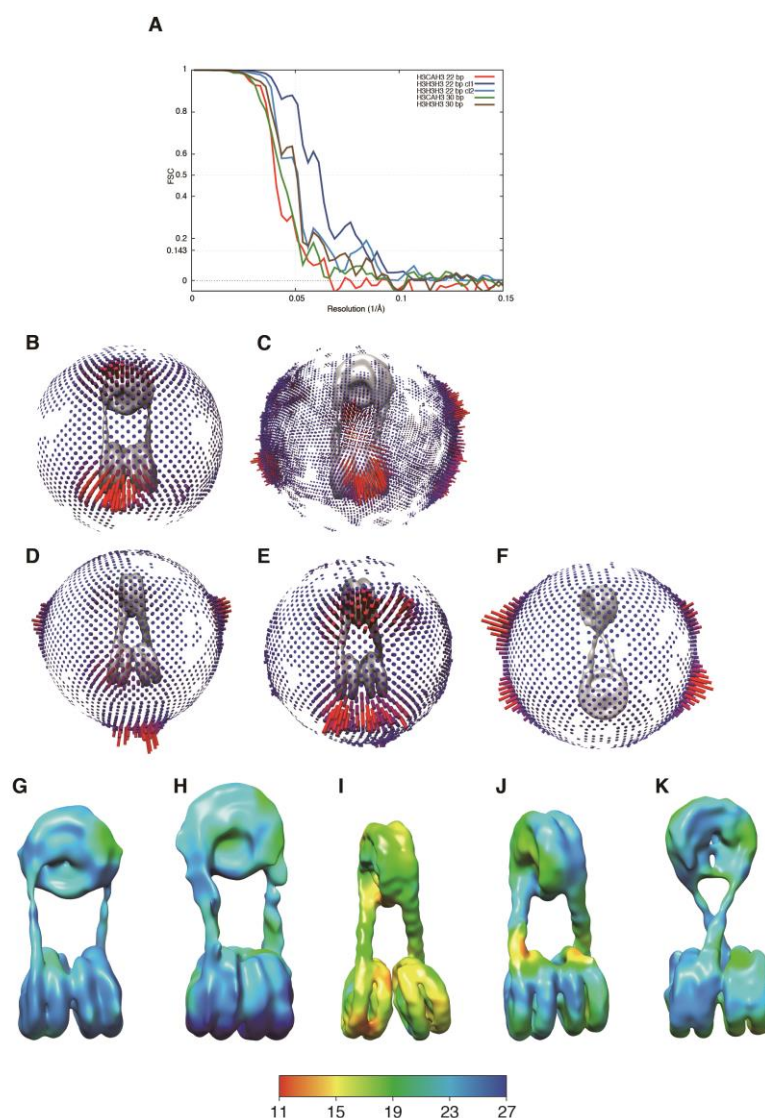 A
1
0.8
0.6
0.5
0.4
0.2
0.143
0
FSC
H3CAH3 22 bp
H3H3H3 22 bp cl1
H3H3H3 22 bp cl2
H3CAH3 30 bp
H3H3H3 30 bp
0 0.05 0.1 0.15
Resolution (1/Å)
B C
D E F
G H I J K
11 15 19 23 27